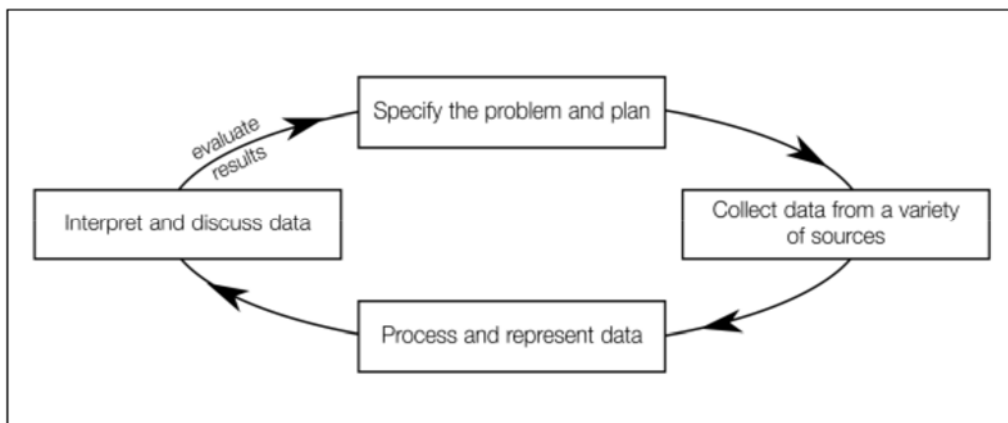 Specify the problem and plan
evaluate
results
Interpret and discuss data
Collect data from a variety
of sources
Process and represent data